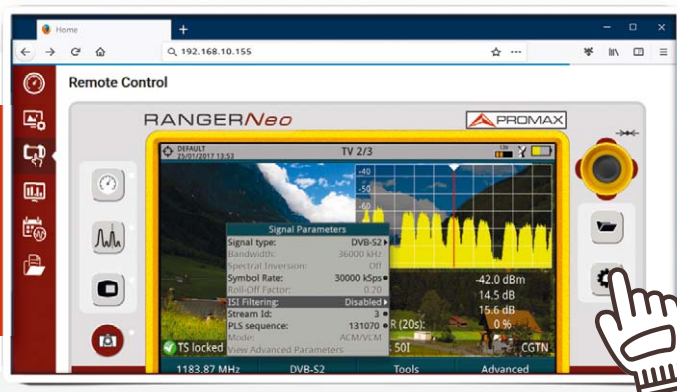 Home
192.168.10.155
Remote Control
RANGERNeo
PROMAX
DEFAULT
25/01/2017 13:53
TV 2/3
-40
-50
-60
Signal Parameters
Signal type: DVB-S2
Bandwidth: 36000 kHz
Spectral Inversion: Off
Symbol Rate: 30000 kSps
Roll-Off Factor: 0.20
ISI Filtering: Disabled
Stream Id: 3
PLS sequence: 131070
Mode: ACM/VCM
View Advanced Parameters
-42.0 dBm
14.5 dB
15.6 dB
R (20s): 0 %
TS locked
50I
CGTN
1183.87 MHz
DVB-S2
Tools
Advanced